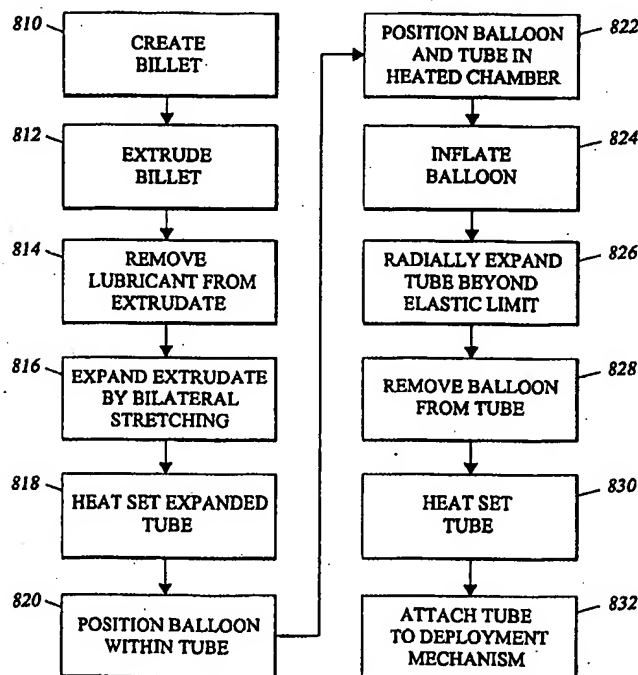 810
CREATE
BILLET
812
EXTRUDE
BILLET
814
REMOVE
LUBRICANT FROM
EXTRUDATE
816
EXPAND EXTRUDATE
BY BILATERAL
STRETCHING
818
HEAT SET EXPANDED
TUBE
820
POSITION BALLOON
WITHIN TUBE
822
POSITION BALLOON
AND TUBE IN
HEATED CHAMBER
824
INFLATE
BALLOON
826
RADIALLY EXPAND
TUBE BEYOND
ELASTIC LIMIT
828
REMOVE BALLOON
FROM TUBE
830
HEAT SET
TUBE
832
ATTACH TUBE
TO DEPLOYMENT
MECHANISM